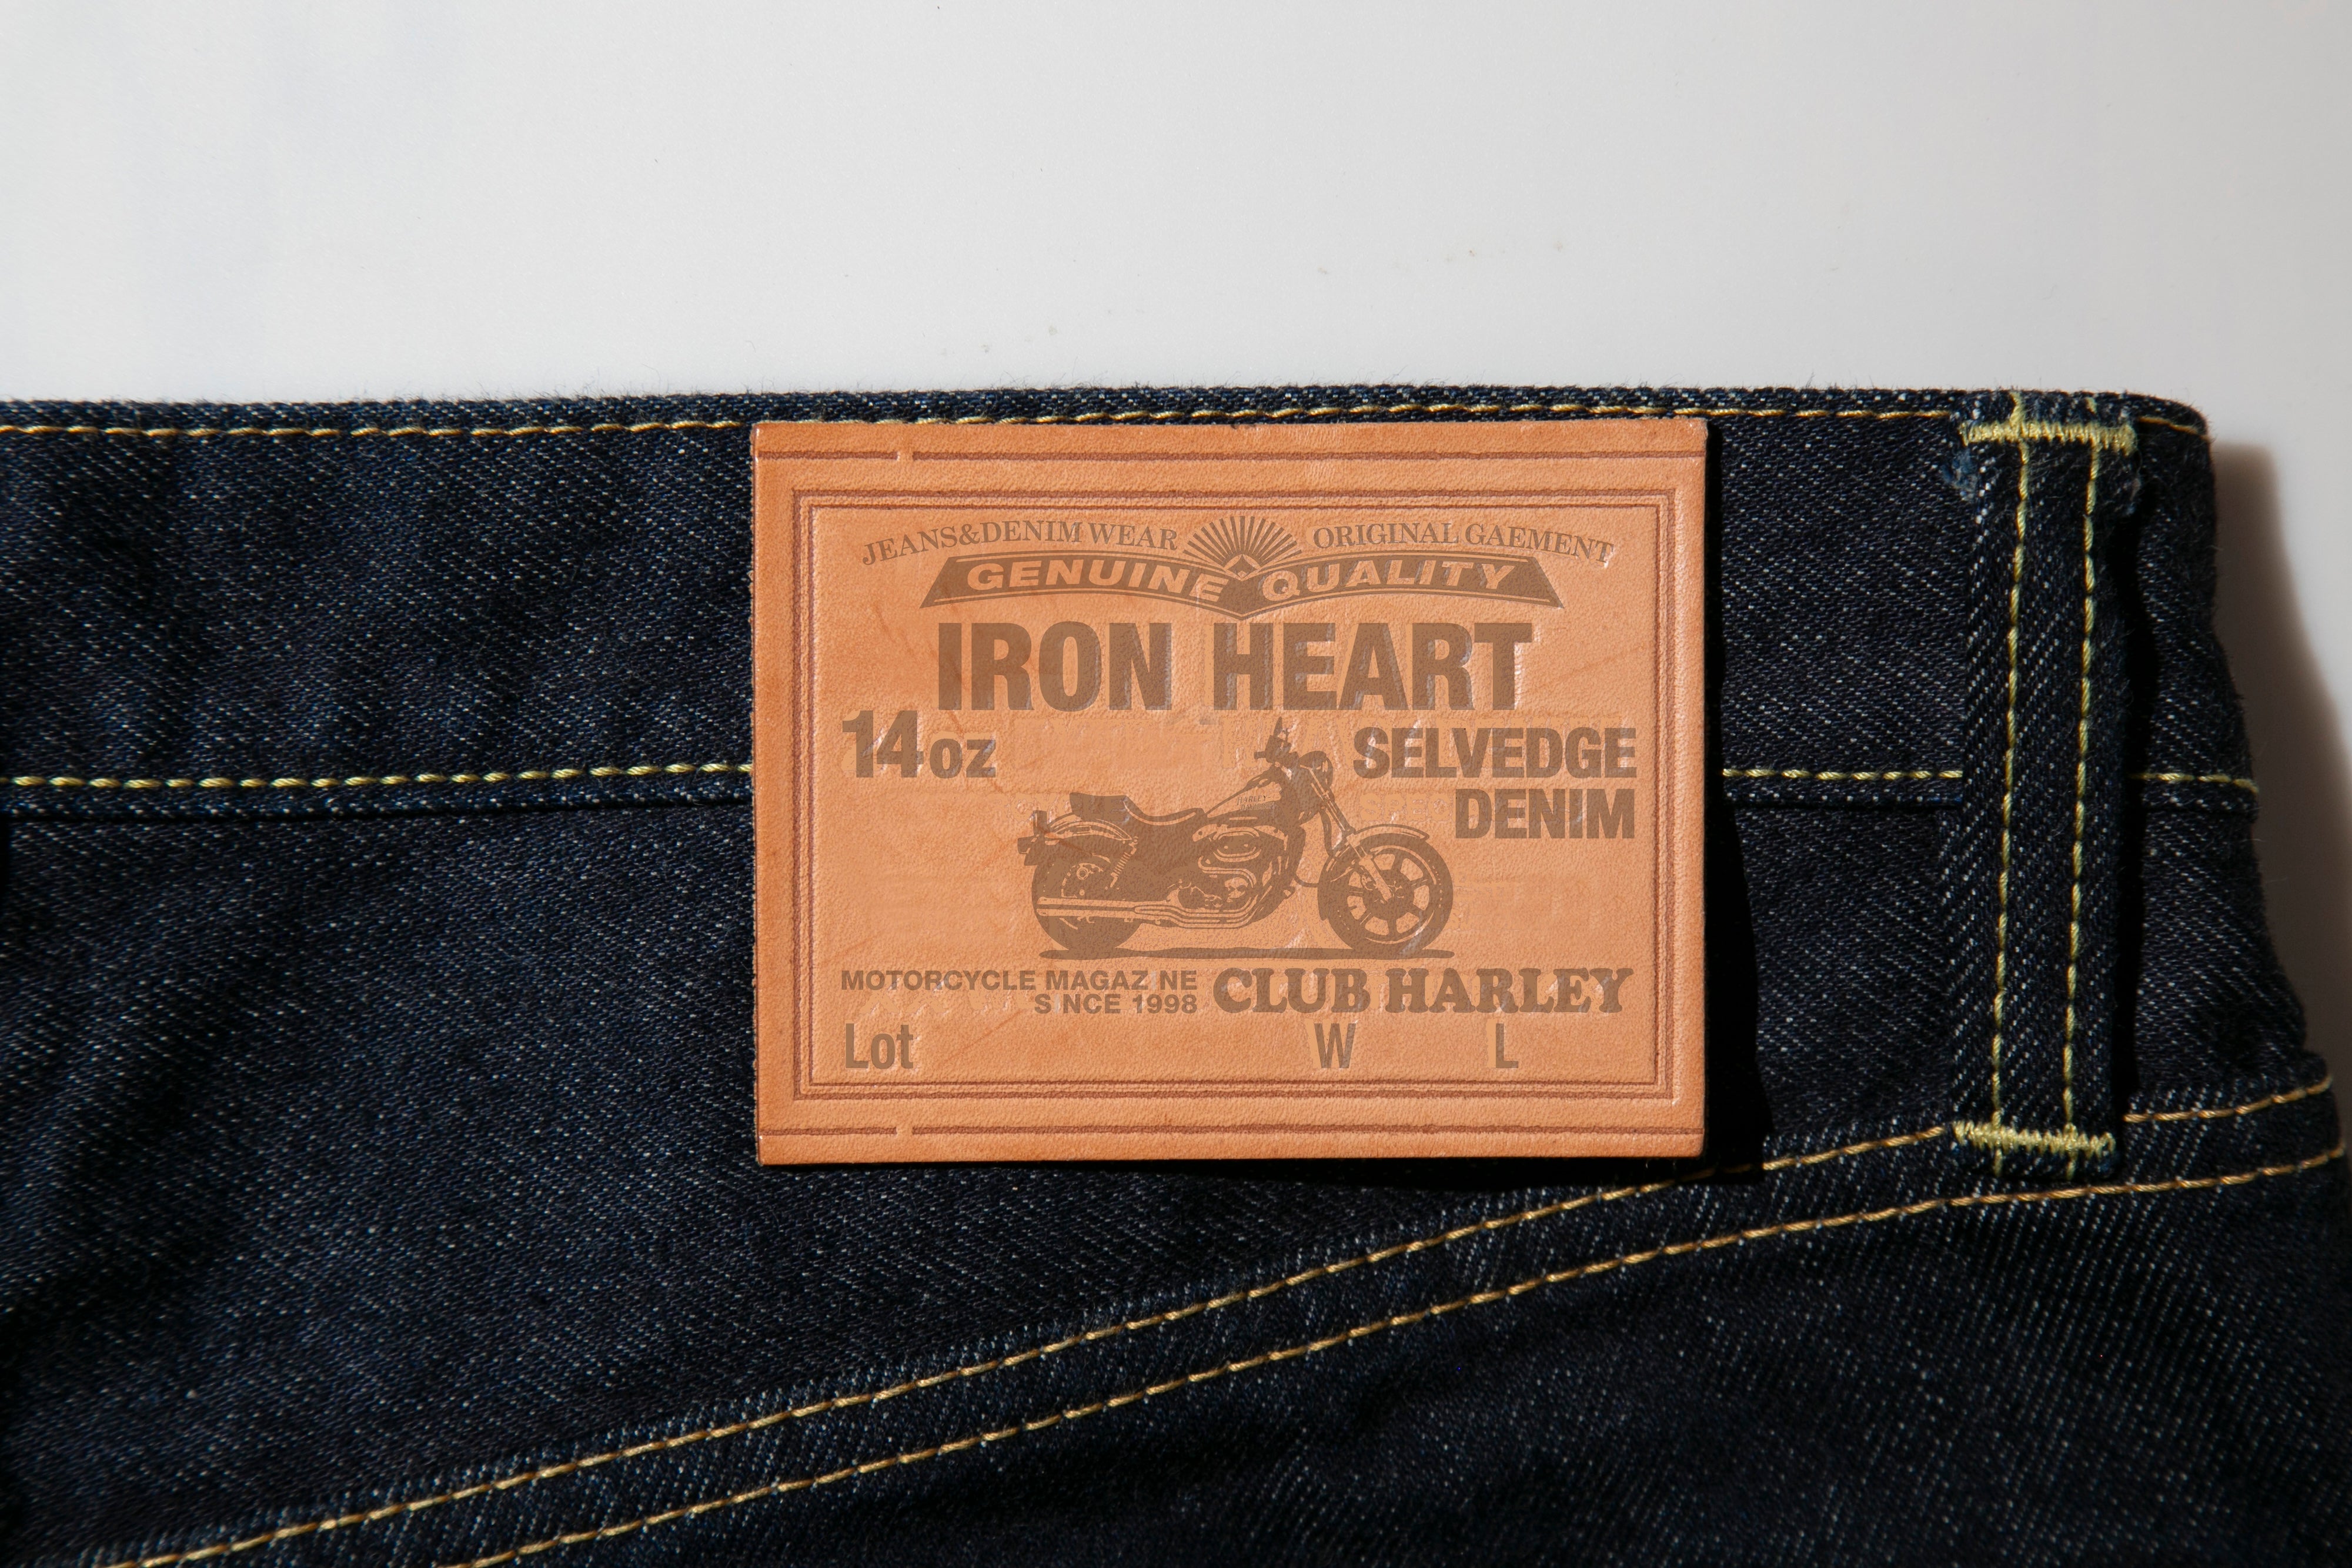 JEANS&DENIM WEAR ORIGINAL GAEMENT
GENUINE QUALITY
IRON HEART
14oz
SELVEDGE
DENIM
HARLEY
MOTORCYCLE MAGAZ NE
S NCE 1998
CLUB HARLEY
Lot W L